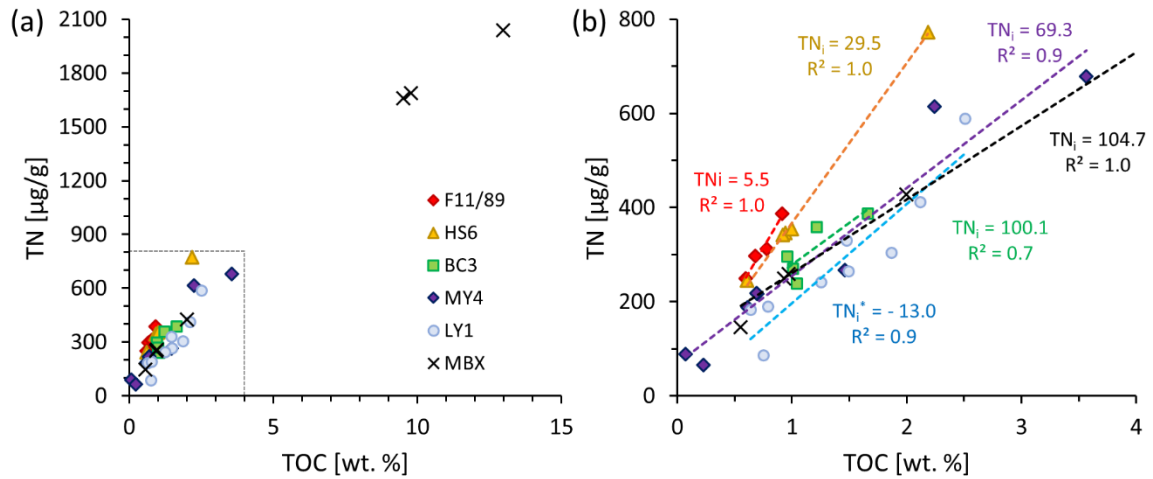 (a)
TN [µg/g]
2100
1800
1500
1200
900
600
300
0
0
5
10
15
TOC [wt. %]
F11/89
HS6
BC3
MY4
LY1
MBX
(b)
TN [µg/g]
800
600
400
200
0
0
1
2
3
4
TOC [wt. %]
TNᵢ = 29.5
R² = 1.0
TNᵢ = 69.3
R² = 0.9
TNᵢ = 104.7
R² = 1.0
TNi = 5.5
R² = 1.0
TNᵢ = 100.1
R² = 0.7
TNᵢ* = - 13.0
R² = 0.9